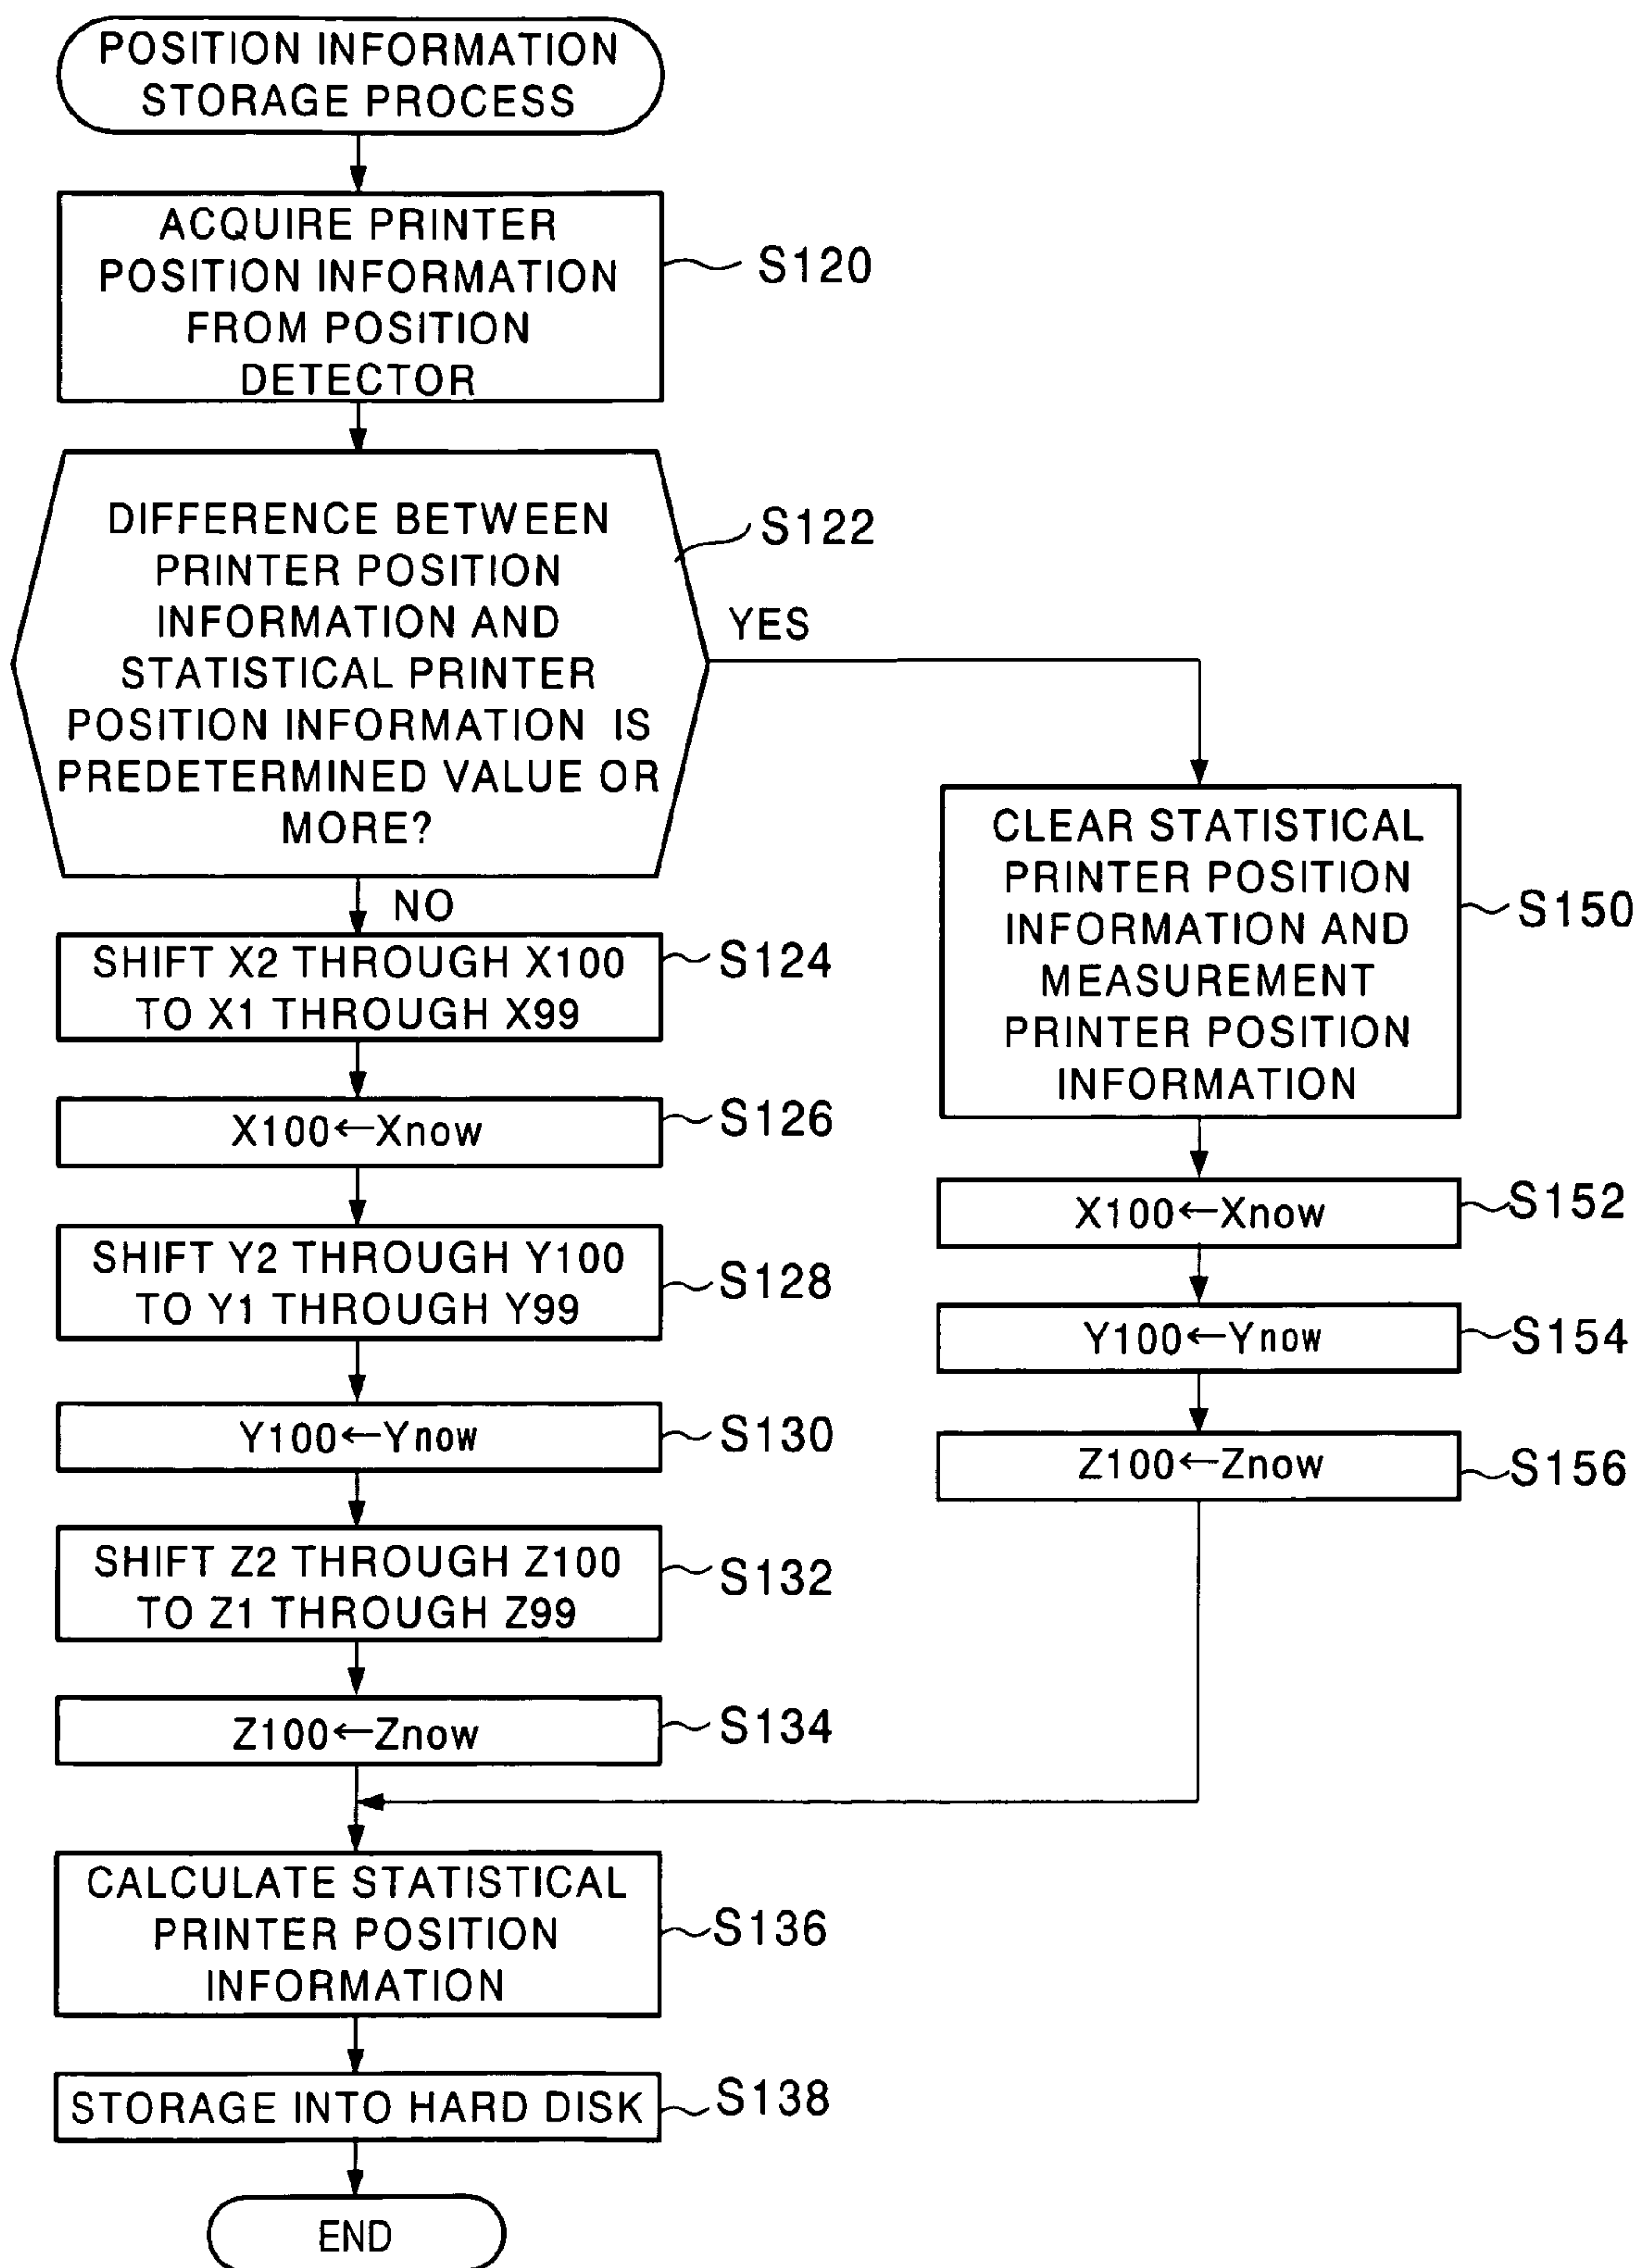 POSITION INFORMATION
STORAGE PROCESS
ACQUIRE PRINTER
POSITION INFORMATION
FROM POSITION
DETECTOR
S120
DIFFERENCE BETWEEN
PRINTER POSITION
INFORMATION AND
STATISTICAL PRINTER
POSITION INFORMATION IS
PREDETERMINED VALUE OR
MORE?
S122
YES
NO
SHIFT X2 THROUGH X100
TO X1 THROUGH X99
S124
X100←Xnow
S126
SHIFT Y2 THROUGH Y100
TO Y1 THROUGH Y99
S128
Y100←Ynow
S130
SHIFT Z2 THROUGH Z100
TO Z1 THROUGH Z99
S132
Z100←Znow
S134
CLEAR STATISTICAL
PRINTER POSITION
INFORMATION AND
MEASUREMENT
PRINTER POSITION
INFORMATION
S150
X100←Xnow
S152
Y100←Ynow
S154
Z100←Znow
S156
CALCULATE STATISTICAL
PRINTER POSITION
INFORMATION
S136
STORAGE INTO HARD DISK
S138
END